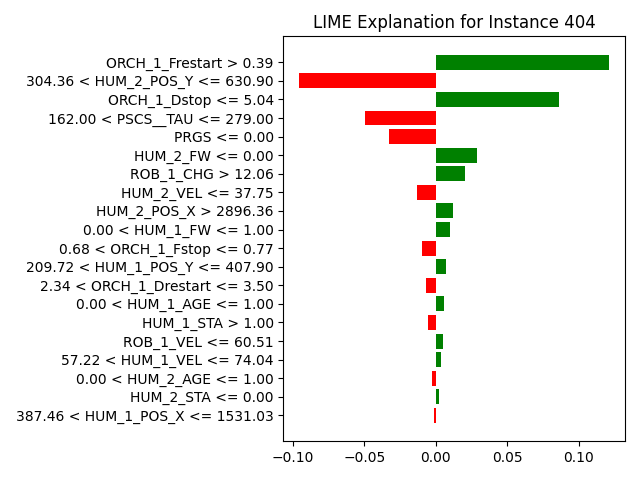 LIME Explanation for Instance 404
ORCH_1_Frestart > 0.39
304.36 < HUM_2_POS_Y <= 630.90
ORCH_1_Dstop <= 5.04
162.00 < PSCS__TAU <= 279.00
PRGS <= 0.00
HUM_2_FW <= 0.00
ROB_1_CHG > 12.06
HUM_2_VEL <= 37.75
HUM_2_POS_X > 2896.36
0.00 < HUM_1_FW <= 1.00
0.68 < ORCH_1_Fstop <= 0.77
209.72 < HUM_1_POS_Y <= 407.90
2.34 < ORCH_1_Drestart <= 3.50
0.00 < HUM_1_AGE <= 1.00
HUM_1_STA > 1.00
ROB_1_VEL <= 60.51
57.22 < HUM_1_VEL <= 74.04
0.00 < HUM_2_AGE <= 1.00
HUM_2_STA <= 0.00
387.46 < HUM_1_POS_X <= 1531.03
−0.10 −0.05 0.00 0.05 0.10